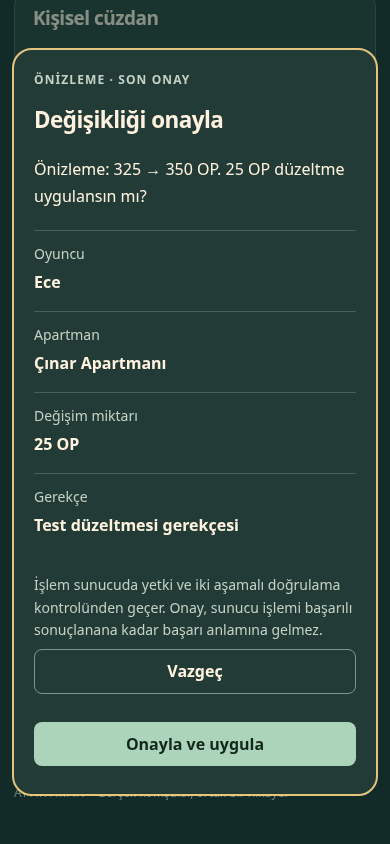 Kişisel cüzdan
ÖNİZLEME · SON ONAY
Değişikliği onayla
Önizleme: 325 → 350 OP. 25 OP düzeltme
uygulansın mı?
Oyuncu
Ece
Apartman
Çınar Apartmanı
Değişim miktarı
25 OP
Gerekçe
Test düzeltmesi gerekçesi
İşlem sunucuda yetki ve iki aşamalı doğrulama
kontrolünden geçer. Onay, sunucu işlemi başarılı
sonuçlanana kadar başarı anlamına gelmez.
Vazgeç
Onayla ve uygula